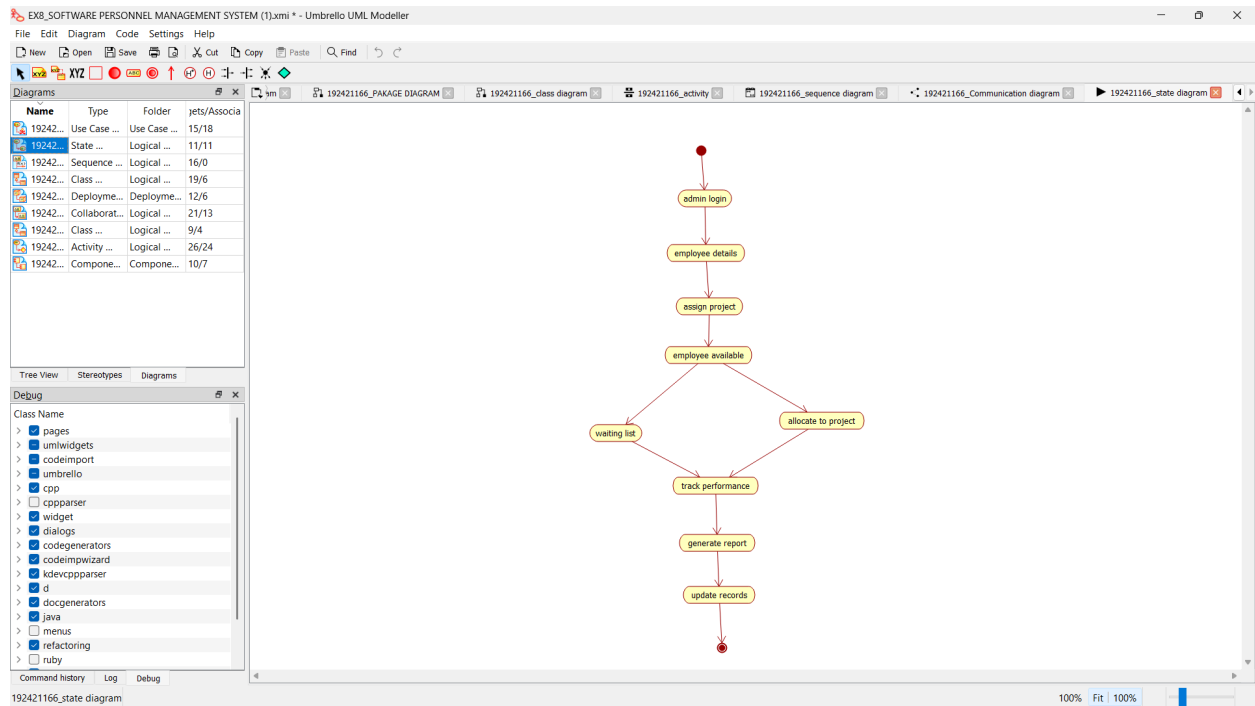 EX8_SOFTWARE PERSONNEL MANAGEMENT SYSTEM (1).xmi * - Umbrello UML Modeller
File Edit Diagram Code Settings Help
New Open Save Cut Copy Paste Find
XYZ XYZ ABC H* H
Diagrams
am 192421166_PAKAGE DIAGRAM 192421166_class diagram 192421166_activity 192421166_sequence diagram 192421166_Communication diagram 192421166_state diagram
Name Type Folder jets/Associa
19242... Use Case ... Use Case ... 15/18
19242... State ... Logical ... 11/11
19242... Sequence ... Logical ... 16/0
19242... Class ... Logical ... 19/6
19242... Deployme... Deployme... 12/6
19242... Collaborat... Logical ... 21/13
19242... Class ... Logical ... 9/4
19242... Activity ... Logical ... 26/24
19242... Compone... Compone... 10/7
Tree View Stereotypes Diagrams
Debug
Class Name
pages
umlwidgets
codeimport
umbrello
cpp
cppparser
widget
dialogs
codegenerators
codeimpwizard
kdevcppparser
d
docgenerators
java
menus
refactoring
ruby
Command history Log Debug
admin login
employee details
assign project
employee available
waiting list
allocate to project
track performance
generate report
update records
192421166_state diagram
100% Fit 100%